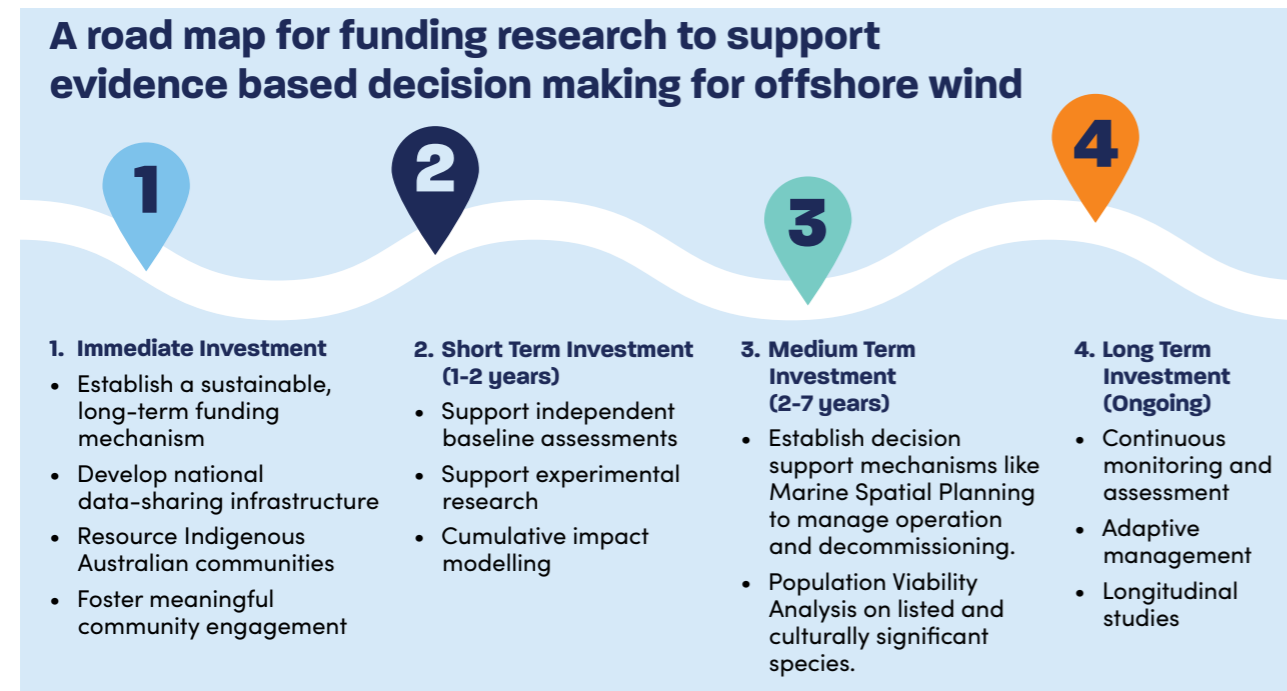 A road map for funding research to support
evidence based decision making for offshore wind
1
2
3
4
1. Immediate Investment
• Establish a sustainable,
long-term funding
mechanism
• Develop national
data-sharing infrastructure
• Resource Indigenous
Australian communities
• Foster meaningful
community engagement
2. Short Term Investment
(1-2 years)
• Support independent
baseline assessments
• Support experimental
research
• Cumulative impact
modelling
3. Medium Term
Investment
(2-7 years)
• Establish decision
support mechanisms like
Marine Spatial Planning
to manage operation
and decommissioning.
• Population Viability
Analysis on listed and
culturally significant
species.
4. Long Term
Investment
(Ongoing)
• Continuous
monitoring and
assessment
• Adaptive
management
• Longitudinal
studies